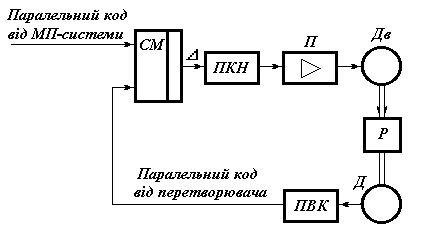 Паралельний код
від МП-системи
СМ
Δ
ПКН
П
Дв
Р
Д
ПВК
Паралельний код
від перетворювача